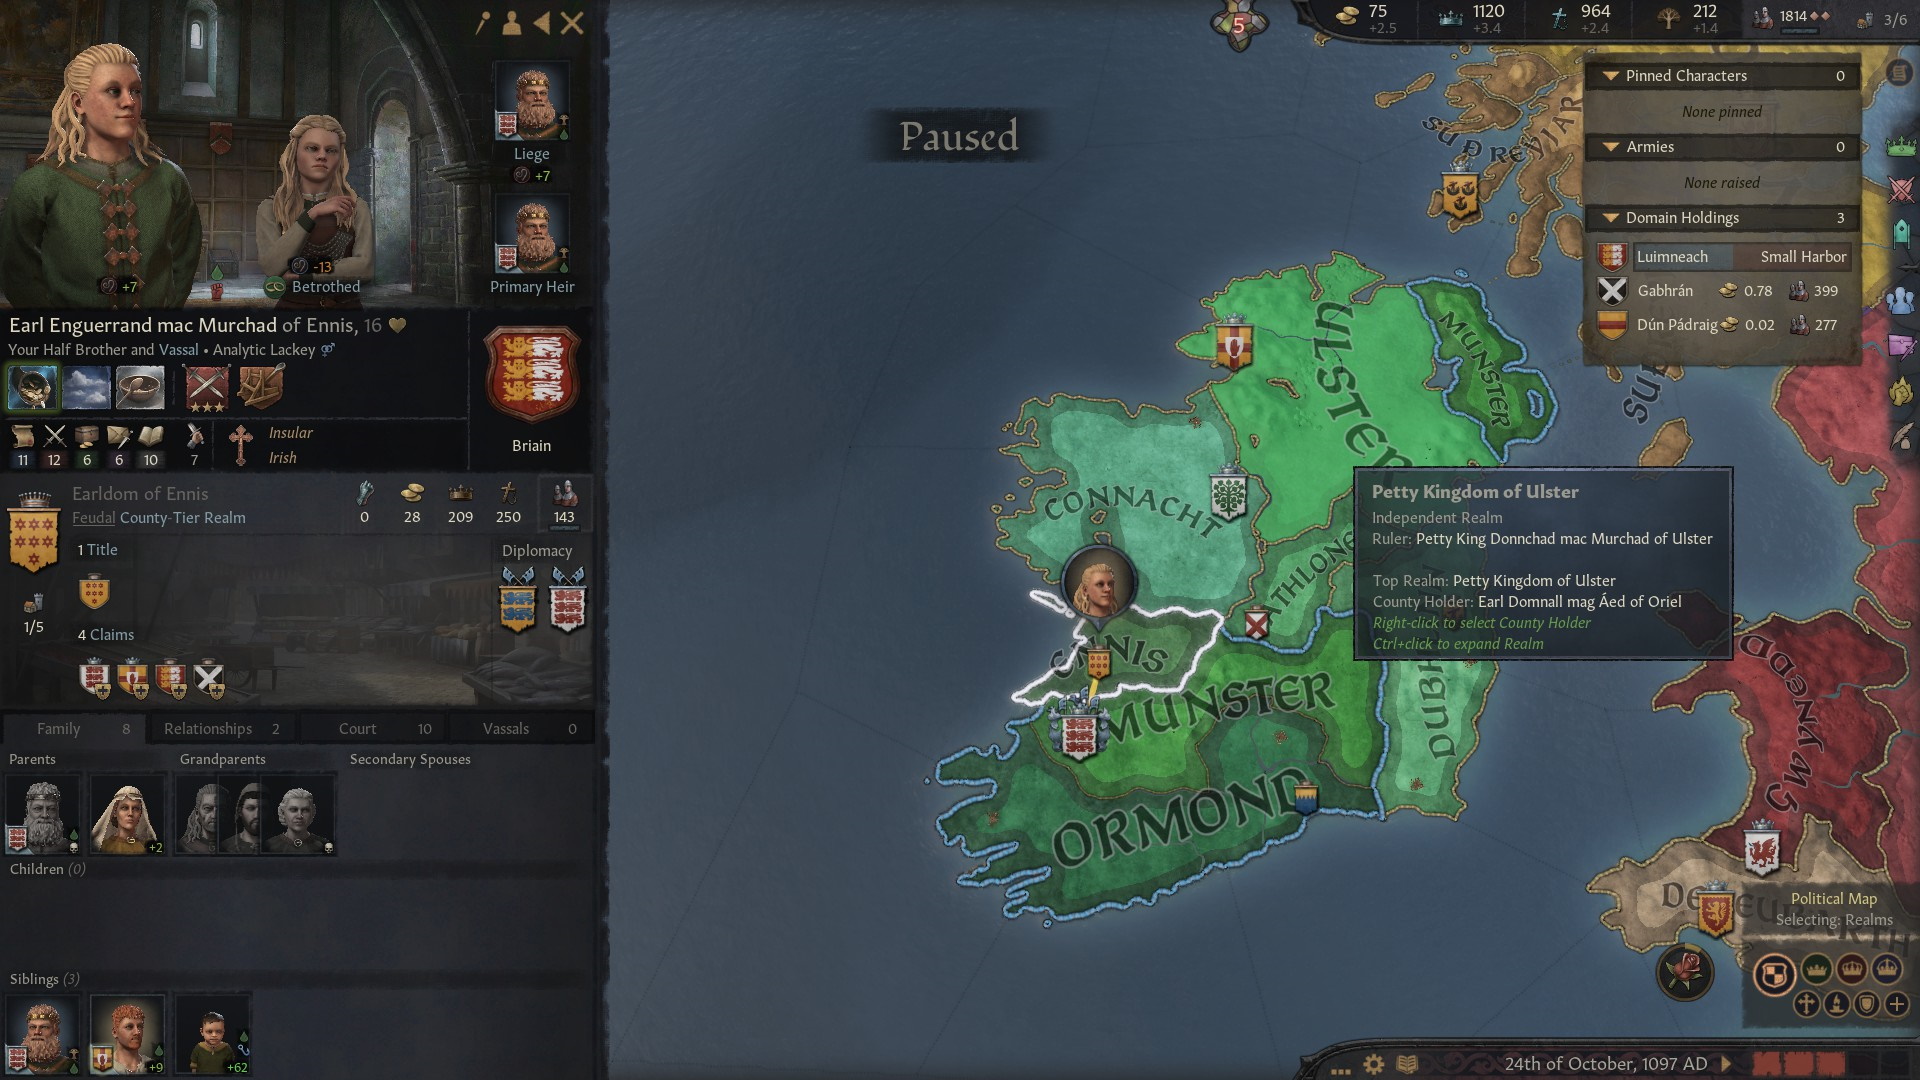 5
75
+2.5
1120
+3.4
964
+2.4
212
+1.4
1814
3/6
Liege
+7
Primary Heir
+7
-13
Betrothed
Earl Enguerrand mac Murchad of Ennis, 16
Your Half Brother and Vassal • Analytic Lackey
Briain
11 12 6 6 10 7
Insular
Irish
Earldom of Ennis
Feudal County-Tier Realm
0 28 209 250 143
1 Title
1/5
4 Claims
Diplomacy
Family 8
Relationships 2
Court 10
Vassals 0
Parents
Grandparents
Secondary Spouses
+2
Children (0)
Siblings (3)
+9
+62
Paused
Pinned Characters 0
None pinned
Armies 0
None raised
Domain Holdings 3
Luimneach Small Harbor
Gabhrán 0.78 399
Dún Pádraig 0.02 277
SUÐREYJAR
ULSTER
MUNSTER
CONNACHT
ATHLONE
ENNIS
MUNSTER
ORMOND
GWYNEDD
Petty Kingdom of Ulster
Independent Realm
Ruler: Petty King Donnchad mac Murchad of Ulster
Top Realm: Petty Kingdom of Ulster
County Holder: Earl Domnall mag Áed of Oriel
Right-click to select County Holder
Ctrl+click to expand Realm
Political Map
Selecting: Realms
24th of October, 1097 AD